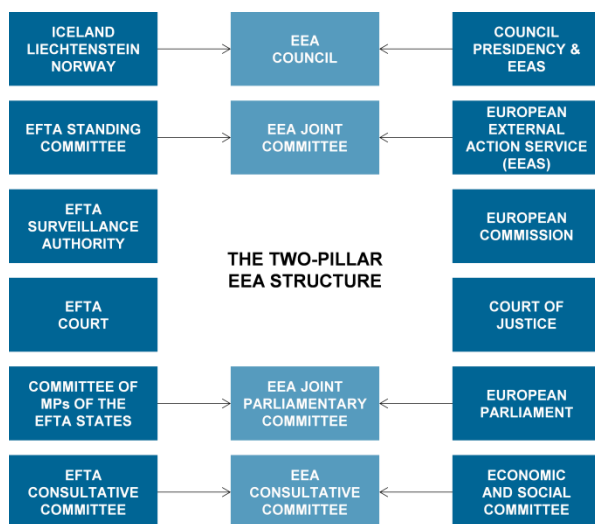 ICELAND
LIECHTENSTEIN
NORWAY
EEA
COUNCIL
COUNCIL
PRESIDENCY &
EEAS
EFTA STANDING
COMMITTEE
EEA JOINT
COMMITTEE
EUROPEAN
EXTERNAL
ACTION SERVICE
(EEAS)
EFTA
SURVEILLANCE
AUTHORITY
EUROPEAN
COMMISSION
THE TWO-PILLAR
EEA STRUCTURE
EFTA
COURT
COURT OF
JUSTICE
COMMITTEE OF
MPs OF THE
EFTA STATES
EEA JOINT
PARLIAMENTARY
COMMITTEE
EUROPEAN
PARLIAMENT
EFTA
CONSULTATIVE
COMMITTEE
EEA
CONSULTATIVE
COMMITTEE
ECONOMIC
AND SOCIAL
COMMITTEE